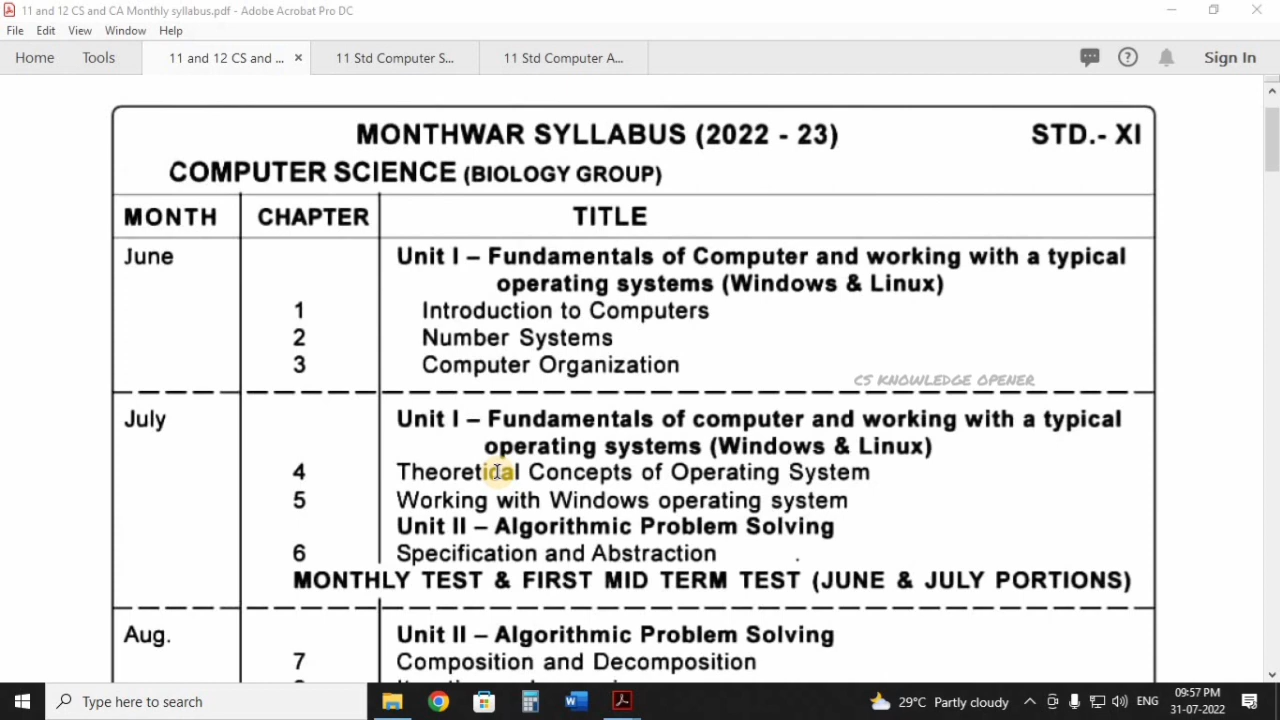 11 and 12 CS and CA Monthly syllabus.pdf - Adobe Acrobat Pro DC
File Edit View Window Help
Home Tools 11 and 12 CS and ... × 11 Std Computer S... 11 Std Computer A... Sign In
MONTHWAR SYLLABUS (2022 - 23) STD.- XI
COMPUTER SCIENCE (BIOLOGY GROUP)
MONTH CHAPTER TITLE
June Unit I – Fundamentals of Computer and working with a typical
operating systems (Windows & Linux)
1 Introduction to Computers
2 Number Systems
3 Computer Organization
CS KNOWLEDGE OPENER
July Unit I – Fundamentals of computer and working with a typical
operating systems (Windows & Linux)
4 Theoretical Concepts of Operating System
5 Working with Windows operating system
Unit II – Algorithmic Problem Solving
6 Specification and Abstraction
MONTHLY TEST & FIRST MID TERM TEST (JUNE & JULY PORTIONS)
Aug. Unit II – Algorithmic Problem Solving
7 Composition and Decomposition
Type here to search 29°C Partly cloudy ENG 09:57 PM
31-07-2022